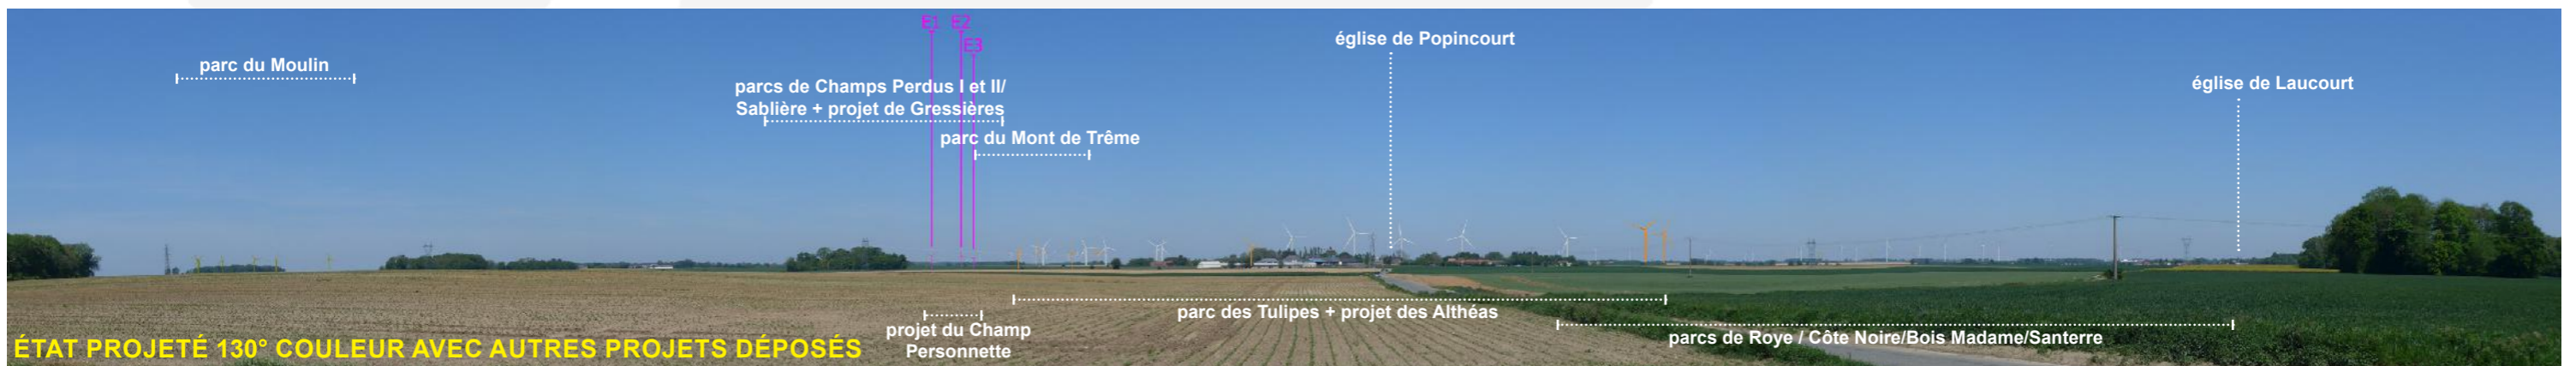 E1 E2
E3
église de Popincourt
parc du Moulin
parcs de Champs Perdus I et II/
Sablière + projet de Gressières
église de Laucourt
parc du Mont de Trême
parc des Tulipes + projet des Althéas
projet du Champ
Personnette
parcs de Roye / Côte Noire/Bois Madame/Santerre
ÉTAT PROJETÉ 130° COULEUR AVEC AUTRES PROJETS DÉPOSÉS